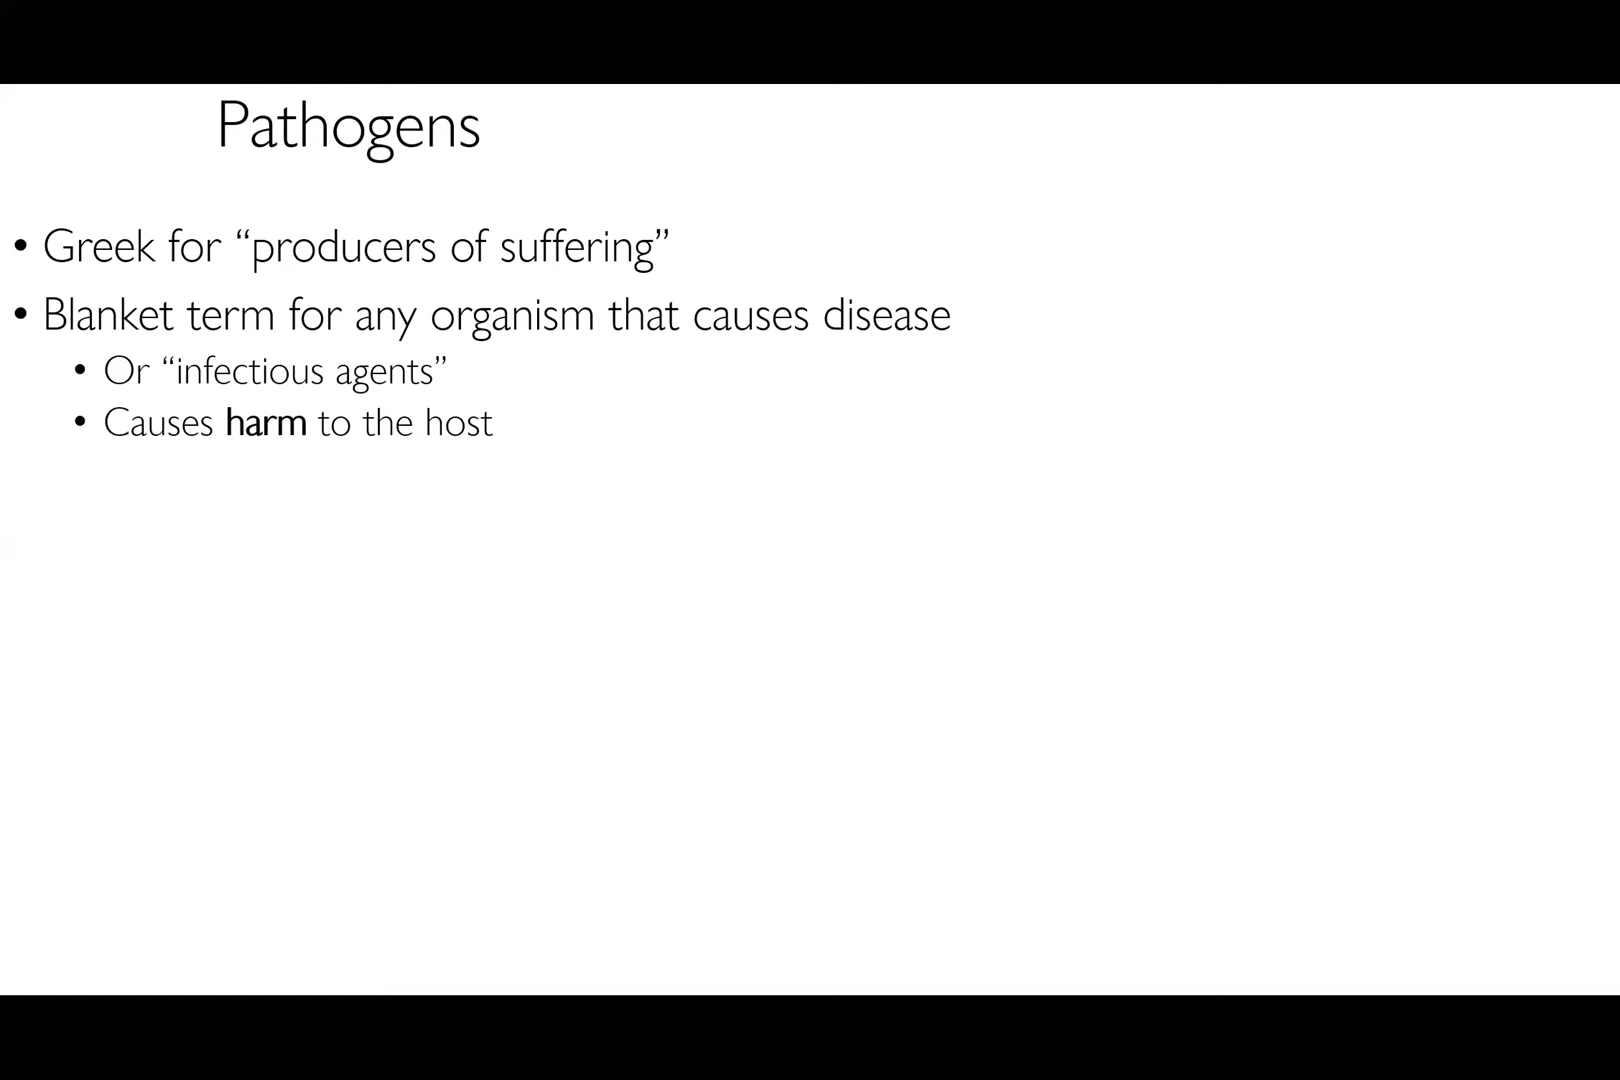 Pathogens
• Greek for “producers of suffering”
• Blanket term for any organism that causes disease
• Or “infectious agents”
• Causes harm to the host